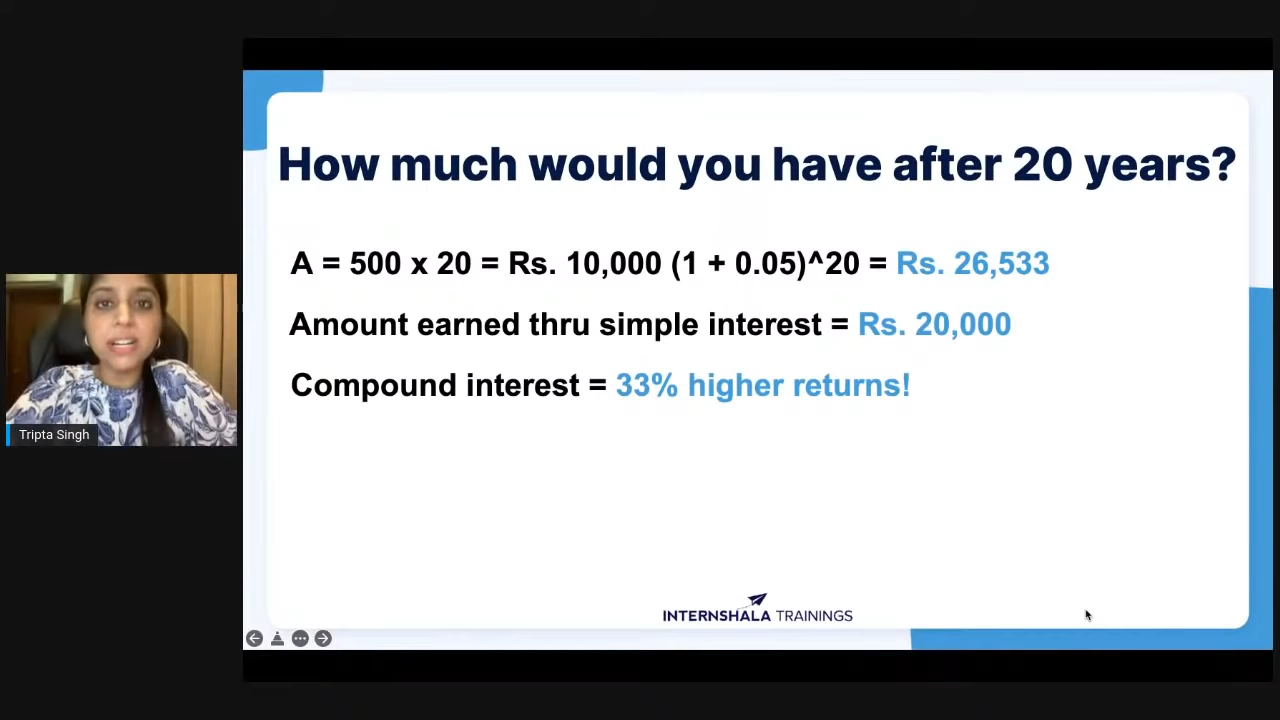 How much would you have after 20 years?
A = 500 x 20 = Rs. 10,000 (1 + 0.05)^20 = Rs. 26,533
Amount earned thru simple interest = Rs. 20,000
Compound interest = 33% higher returns!
Tripta Singh
INTERNSHALA TRAININGS